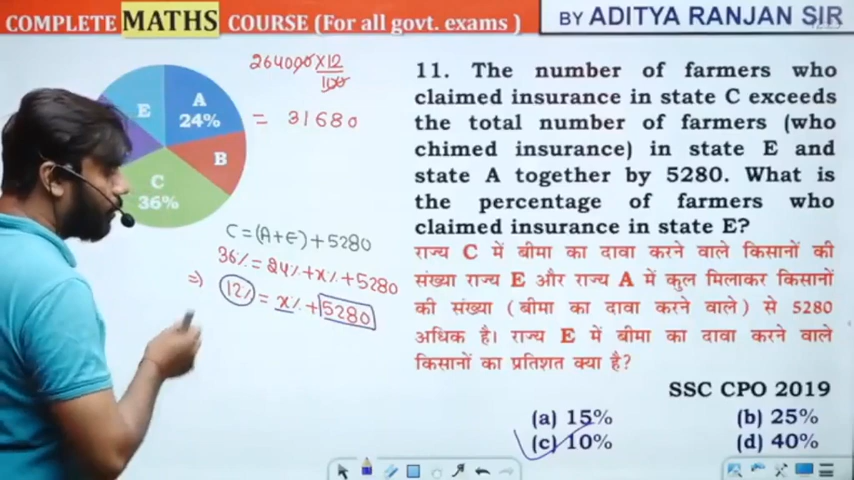 COMPLETE MATHS COURSE (For all govt. exams)
BY ADITYA RANJAN SIR
264000×12
100
= 31680
E
A
24%
B
C
36%
C = (A+E) + 5280
36% = 24% + x% + 5280
⇒ 12% = x% + 5280
11. The number of farmers who
claimed insurance in state C exceeds
the total number of farmers (who
chimed insurance) in state E and
state A together by 5280. What is
the percentage of farmers who
claimed insurance in state E?
राज्य C में बीमा का दावा करने वाले किसानों की
संख्या राज्य E और राज्य A में कुल मिलाकर किसानों
की संख्या (बीमा का दावा करने वाले) से 5280
अधिक है। राज्य E में बीमा का दावा करने वाले
किसानों का प्रतिशत क्या है?
SSC CPO 2019
(a) 15% (b) 25%
(c) 10% (d) 40%